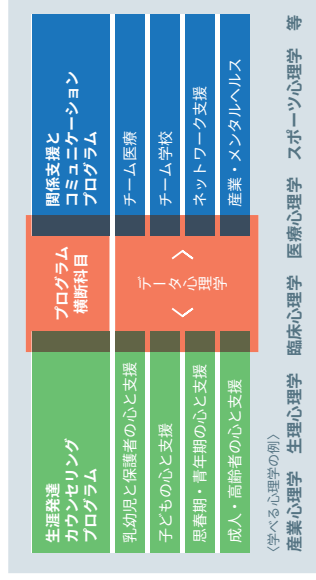 生涯発達
カウンセリング
プログラム
乳幼児と保護者の心と支援
子どもの心と支援
思春期・青年期の心と支援
成人・高齢者の心と支援
プログラム
横断科目
データ心理学
関係支援と
コミュニケーション
プログラム
チーム医療
チーム学校
ネットワーク支援
産業・メンタルヘルス
〈学べる心理学の例〉
産業心理学 生理心理学 臨床心理学 医療心理学 スポーツ心理学 等